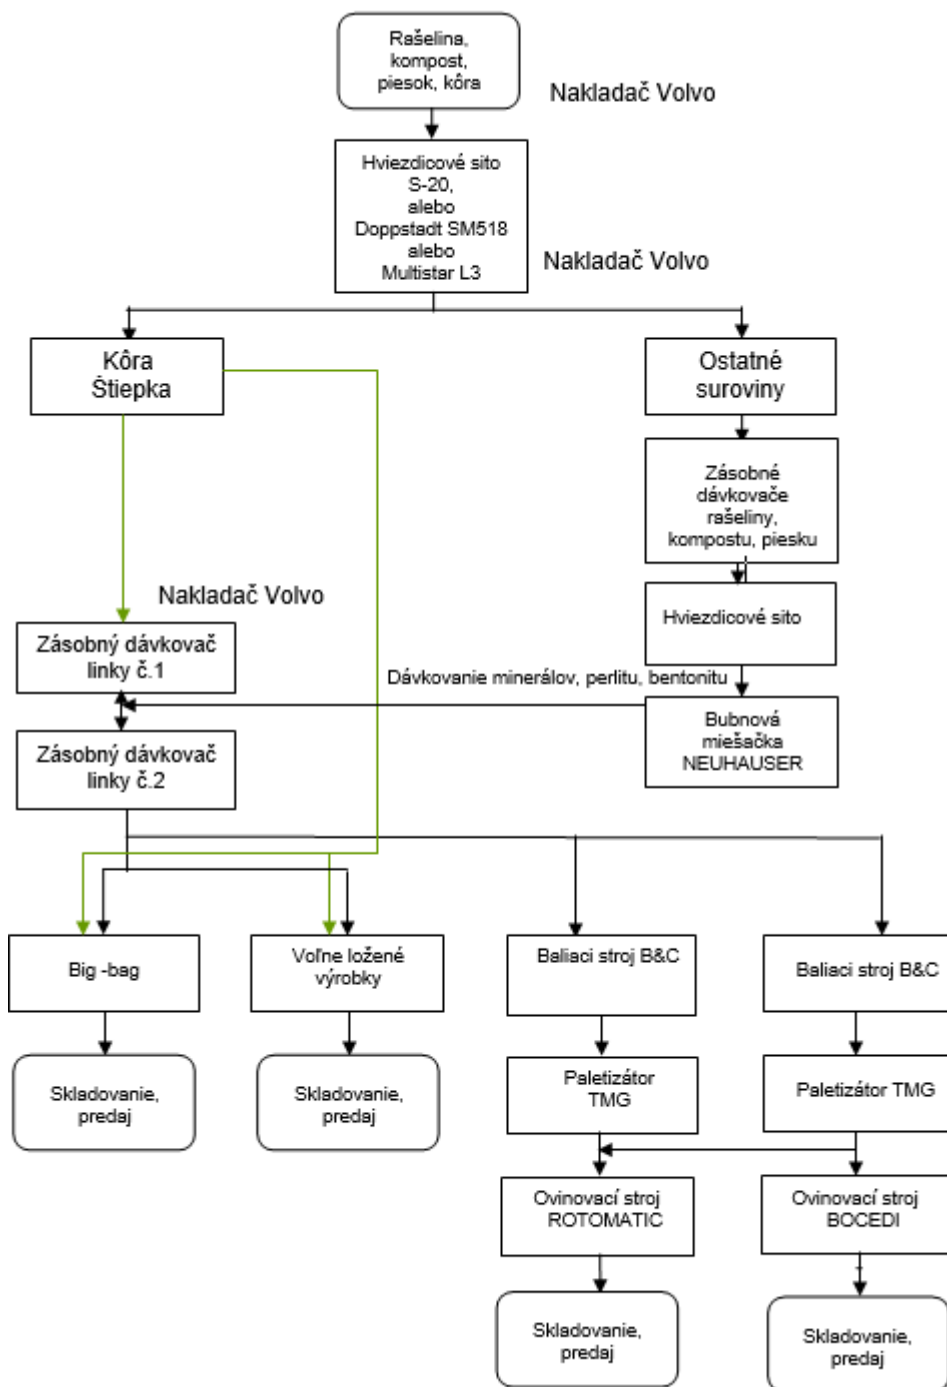 Rašelina,
kompost,
piesok, kôra
Nakladač Volvo
Hviezdicové sito
S-20,
alebo
Doppstadt SM518
alebo
Multistar L3
Nakladač Volvo
Kôra
Štiepka
Ostatné
suroviny
Zásobné
dávkovače
rašeliny,
kompostu, piesku
Nakladač Volvo
Hviezdicové sito
Zásobný dávkovač
linky č.1
Dávkovanie minerálov, perlitu, bentonitu
Bubnová
miešačka
NEUHAUSER
Zásobný dávkovač
linky č.2
Big -bag
Voľne ložené
výrobky
Baliaci stroj B&C
Baliaci stroj B&C
Skladovanie,
predaj
Skladovanie,
predaj
Paletizátor
TMG
Paletizátor TMG
Ovinovací stroj
ROTOMATIC
Ovinovací stroj
BOCEDI
Skladovanie,
predaj
Skladovanie,
predaj